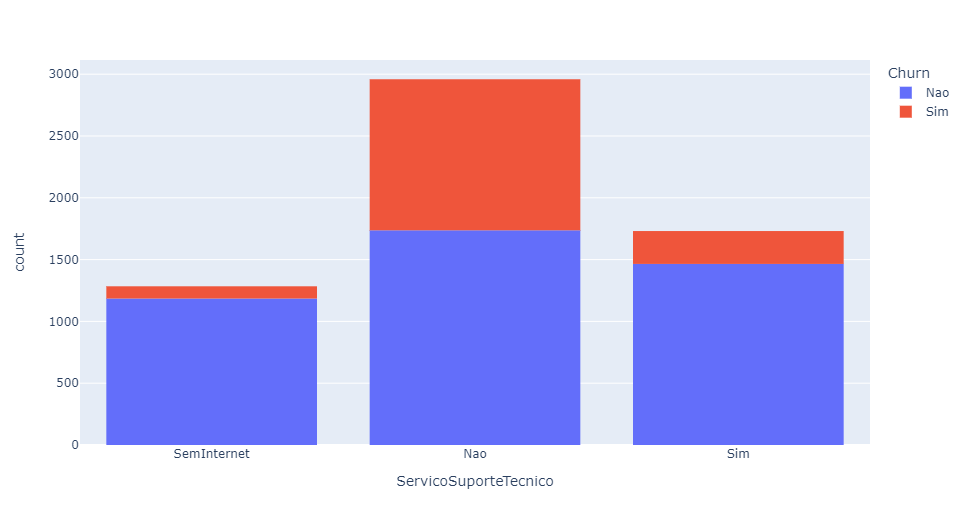 Churn
Nao
Sim
3000
2500
2000
1500
1000
500
0
count
SemInternet
Nao
Sim
ServicoSuporteTecnico